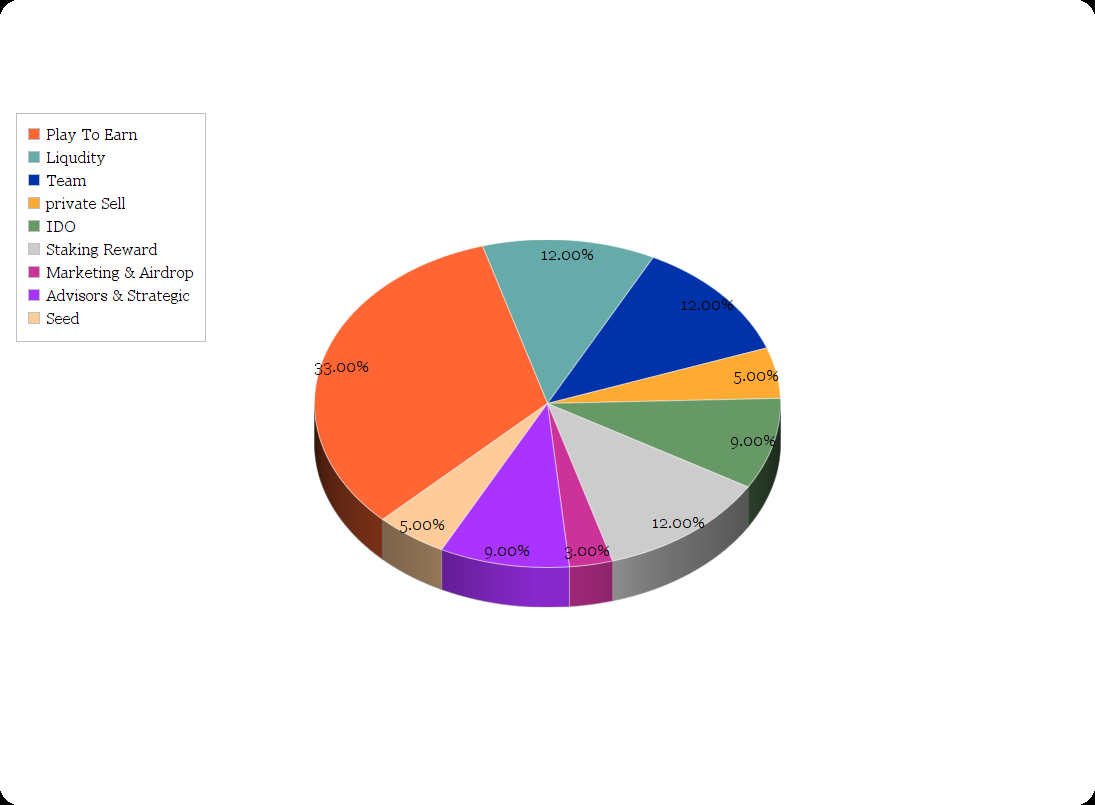 Play To Earn
Liqudity
Team
private Sell
IDO
Staking Reward
Marketing & Airdrop
Advisors & Strategic
Seed
12.00%
12.00%
33.00%
5.00%
9.00%
12.00%
5.00%
9.00%
3.00%